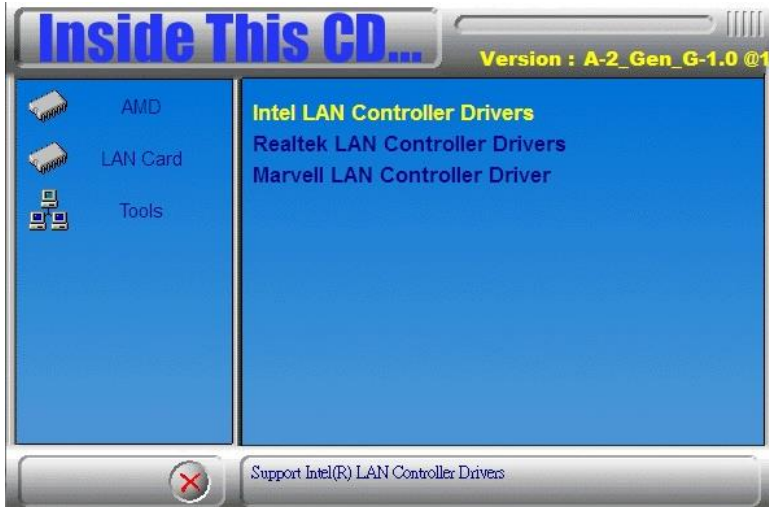 Inside This CD...
Version : A-2_Gen_G-1.0 @1
AMD
LAN Card
Tools
Intel LAN Controller Drivers
Realtek LAN Controller Drivers
Marvell LAN Controller Driver
Support Intel(R) LAN Controller Drivers